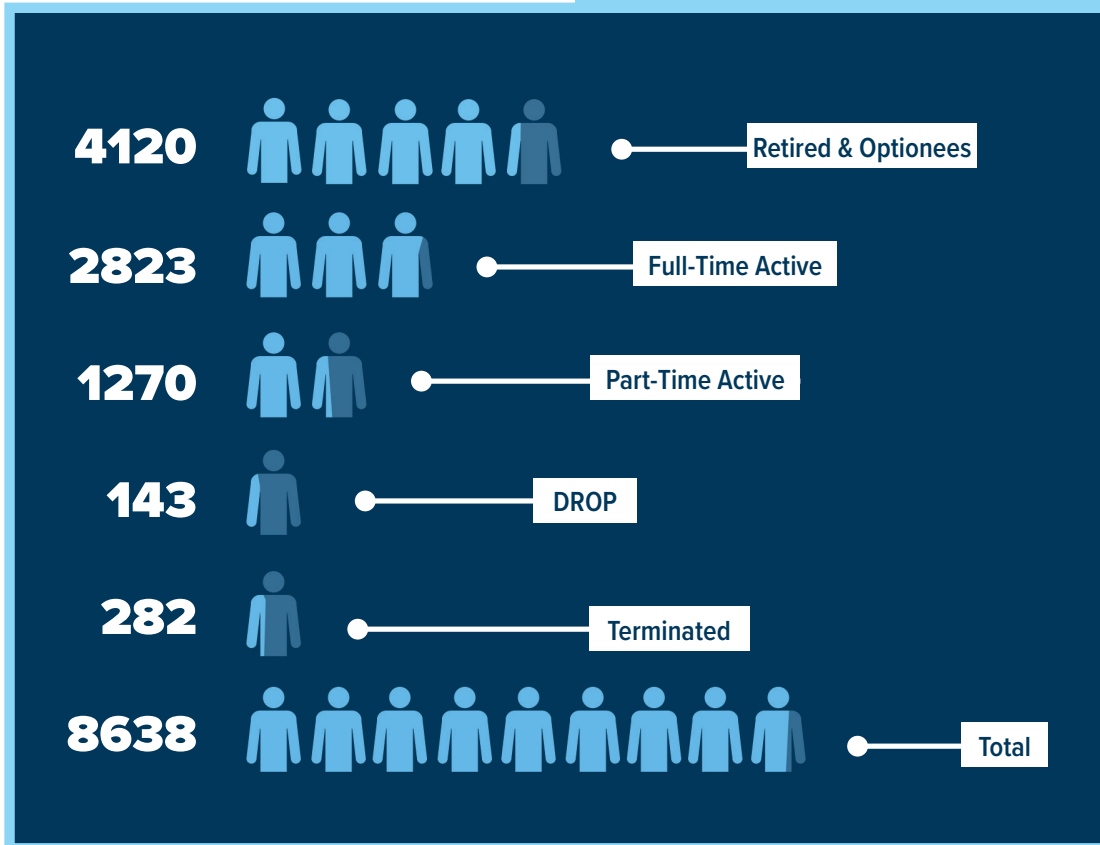 4120 Retired & Optionees
2823 Full-Time Active
1270 Part-Time Active
143 DROP
282 Terminated
8638 Total